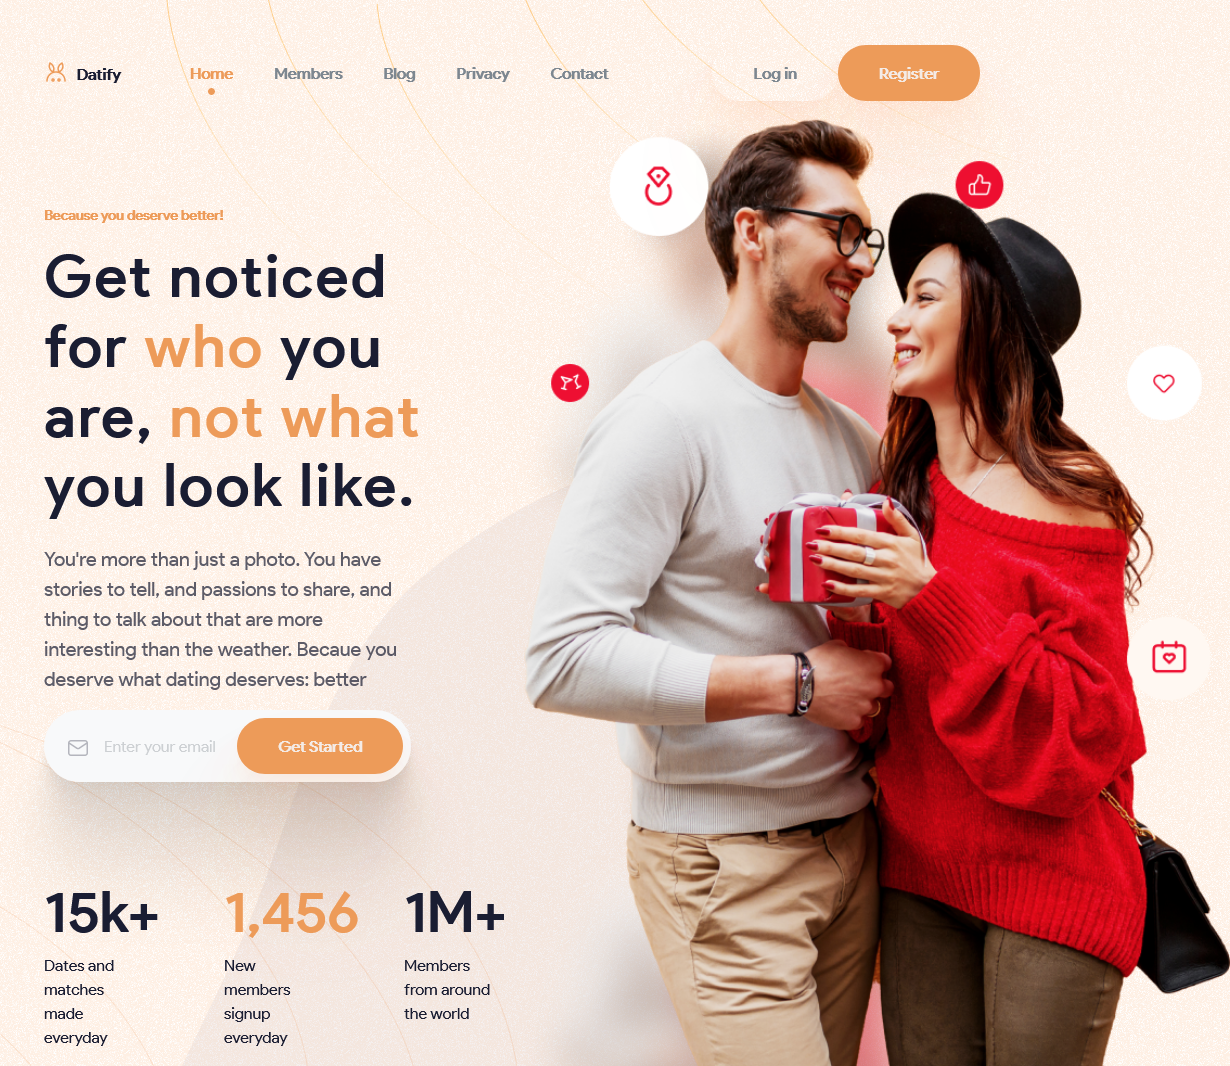 Datify
Home
Members
Blog
Privacy
Contact
Log in
Register
Because you deserve better!
Get noticed
for who you
are, not what
you look like.
You're more than just a photo. You have
stories to tell, and passions to share, and
thing to talk about that are more
interesting than the weather. Becaue you
deserve what dating deserves: better
Enter your email
Get Started
15k+
Dates and
matches
made
everyday
1,456
New
members
signup
everyday
1M+
Members
from around
the world